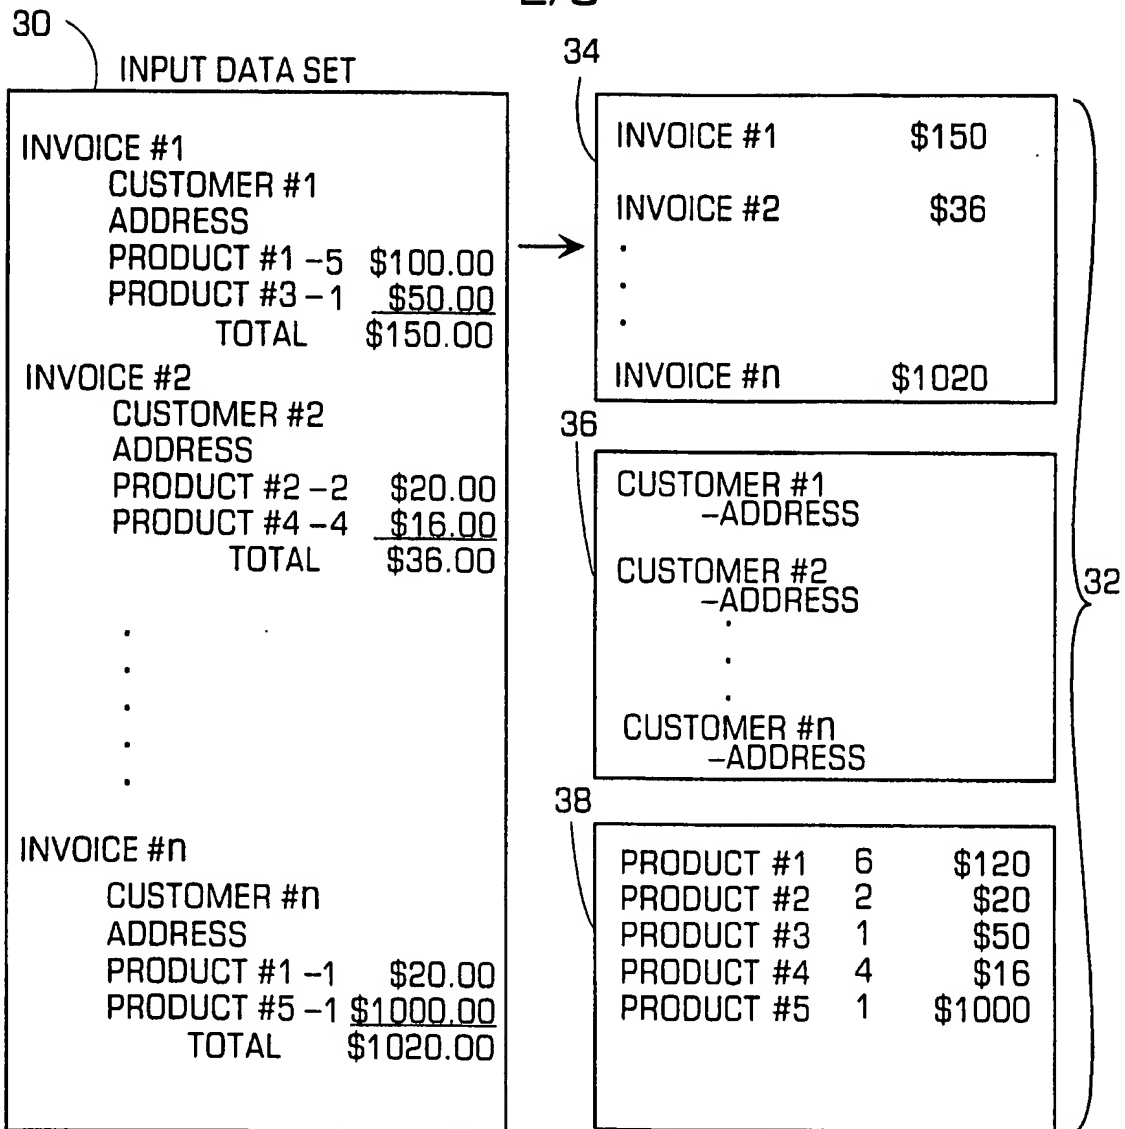 30
INPUT DATA SET
INVOICE #1
CUSTOMER #1
ADDRESS
PRODUCT #1 –5 $100.00
PRODUCT #3 – 1 $50.00
TOTAL $150.00
INVOICE #2
CUSTOMER #2
ADDRESS
PRODUCT #2 –2 $20.00
PRODUCT #4 –4 $16.00
TOTAL $36.00
.
.
.
.
.
INVOICE #n
CUSTOMER #n
ADDRESS
PRODUCT #1 –1 $20.00
PRODUCT #5 –1 $1000.00
TOTAL $1020.00
34
INVOICE #1 $150
INVOICE #2 $36
.
.
.
INVOICE #n $1020
36
CUSTOMER #1
–ADDRESS
CUSTOMER #2
–ADDRESS
.
.
.
CUSTOMER #n
–ADDRESS
38
PRODUCT #1 6 $120
PRODUCT #2 2 $20
PRODUCT #3 1 $50
PRODUCT #4 4 $16
PRODUCT #5 1 $1000
32